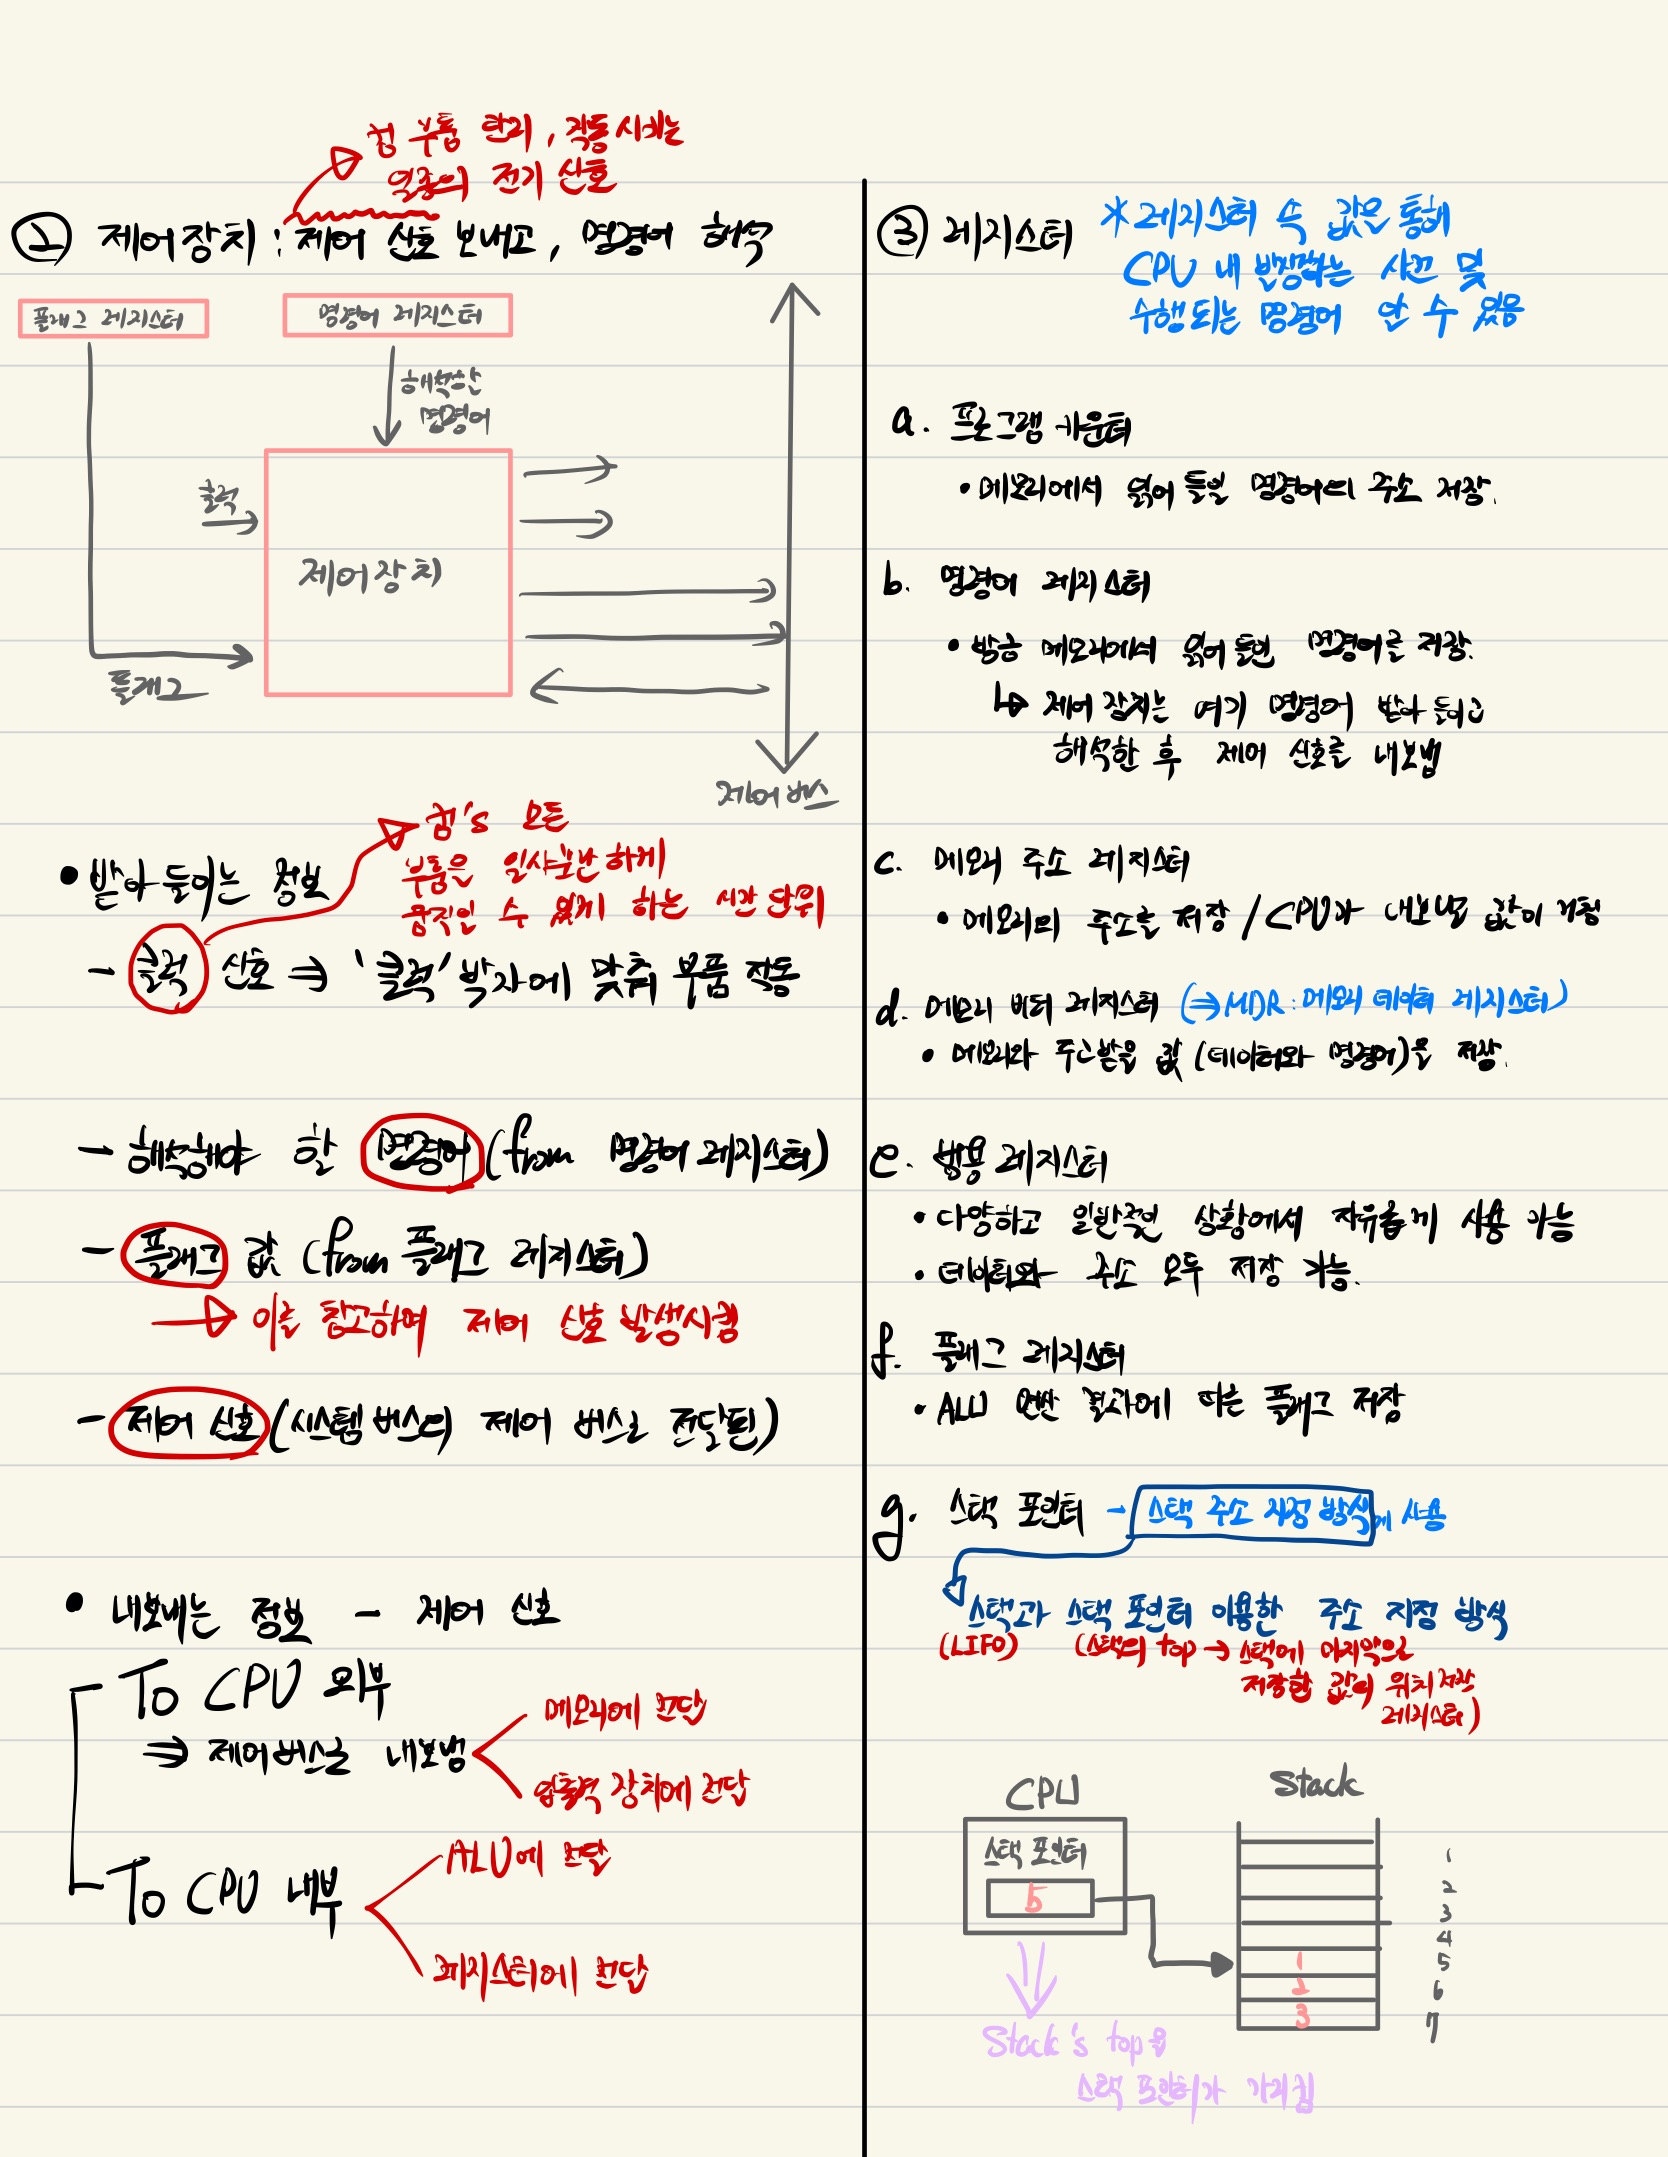 컴 부품 관리, 작동시키는
일종의 전기 신호
② 제어장치 : 제어 신호 보내고, 명령어 해석
플래그 레지스터
명령어 레지스터
해석할
명령어
클럭
제어장치
플래그
제어버스
• 받아들이는 정보
컴's 모든
부품을 일사분란하게
움직일 수 있게 하는 시간 단위
- 클럭 신호 ⇒ '클럭' 박자에 맞춰 부품 작동
- 해석해야 할 명령어 (from 명령어 레지스터)
- 플래그 값 (from 플래그 레지스터)
→ 이를 참고하여 제어 신호 발생시킴
- 제어 신호 (시스템 버스의 제어 버스로 전달된)
• 내보내는 정보 - 제어 신호
To CPU 외부
⇒ 제어버스로 내보냄
메모리에 전달
입출력 장치에 전달
To CPU 내부
ALU에 전달
레지스터에 전달
③ 레지스터
* 레지스터 속 값을 통해
CPU 내 발생하는 사건 및
수행되는 명령어 알 수 있음
a. 프로그램 카운터
• 메모리에서 읽어 들일 명령어의 주소 저장.
b. 명령어 레지스터
• 방금 메모리에서 읽어 들인 명령어를 저장.
↳ 제어 장치는 여기 명령어 받아 들이고
해석한 후 제어 신호를 내보냄
c. 메모리 주소 레지스터
• 메모리의 주소를 저장 / CPU가 내보낼 값이 거침
d. 메모리 버퍼 레지스터 (⇒ MDR : 메모리 데이터 레지스터)
• 메모리와 주고받을 값 (데이터와 명령어)을 저장.
e. 범용 레지스터
• 다양하고 일반적인 상황에서 자유롭게 사용 가능
• 데이터와 주소 모두 저장 가능.
f. 플래그 레지스터
• ALU 연산 결과에 따른 플래그 저장
g. 스택 포인터 - 스택 주소 지정 방식에 사용
스택과 스택 포인터 이용한 주소 지정 방식
(LIFO) (스택의 top → 스택에 마지막으로
저장한 값의 위치 저장
레지스터)
CPU
Stack
스택 포인터
5
1
2
3
4
5
6
7
1
2
3
Stack's top을
스택 포인터가 가리킴